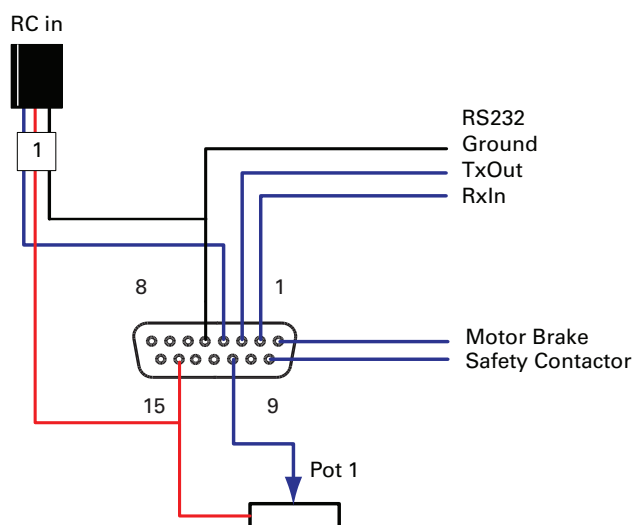 RC in
1
RS232
Ground
TxOut
RxIn
8
1
Motor Brake
Safety Contactor
15
9
Pot 1